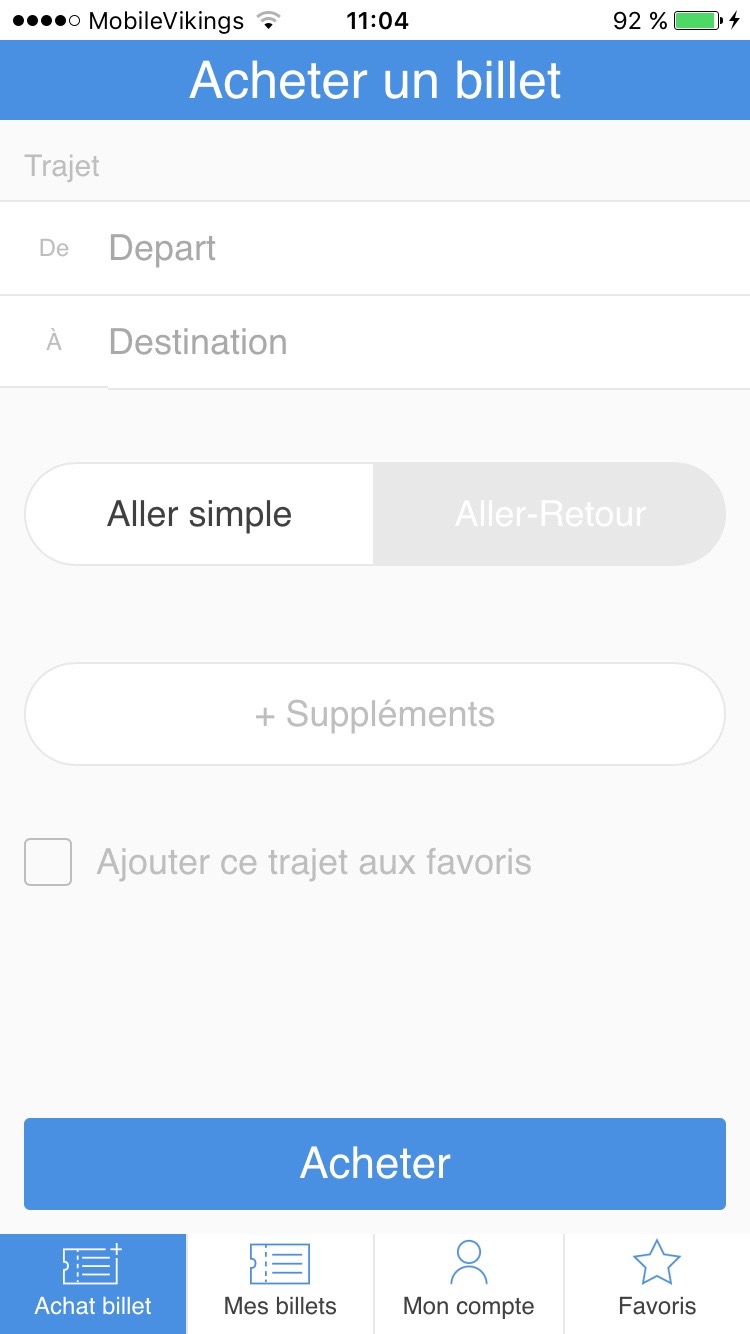 MobileVikings 11:04 92 %
Acheter un billet
Trajet
De Depart
À Destination
Aller simple Aller-Retour
+ Suppléments
Ajouter ce trajet aux favoris
Acheter
Achat billet Mes billets Mon compte Favoris